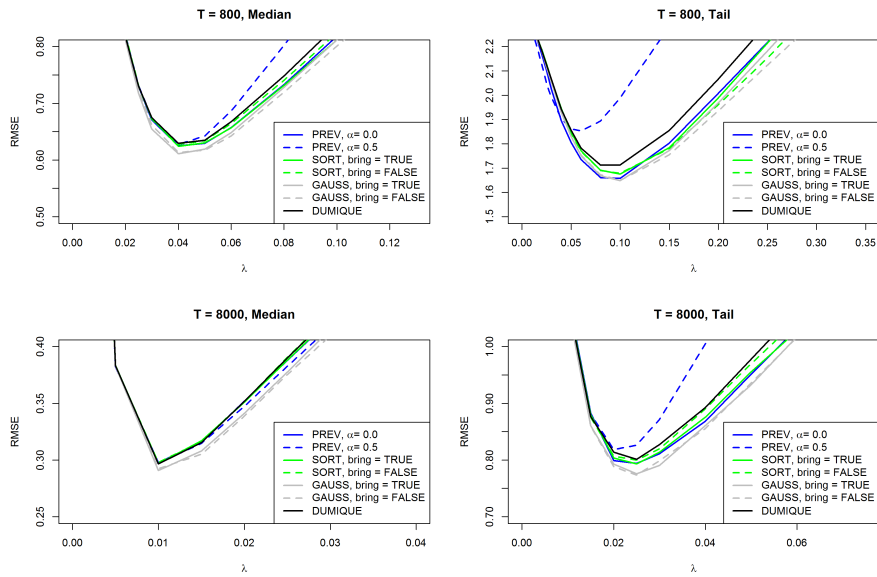 T = 800, Median
RMSE
0.50 0.60 0.70 0.80
0.00 0.02 0.04 0.06 0.08 0.10 0.12
λ
PREV, α= 0.0
PREV, α= 0.5
SORT, bring = TRUE
SORT, bring = FALSE
GAUSS, bring = TRUE
GAUSS, bring = FALSE
DUMIQUE
T = 800, Tail
RMSE
1.5 1.6 1.7 1.8 1.9 2.0 2.1 2.2
0.00 0.05 0.10 0.15 0.20 0.25 0.30 0.35
λ
PREV, α= 0.0
PREV, α= 0.5
SORT, bring = TRUE
SORT, bring = FALSE
GAUSS, bring = TRUE
GAUSS, bring = FALSE
DUMIQUE
T = 8000, Median
RMSE
0.25 0.30 0.35 0.40
0.00 0.01 0.02 0.03 0.04
λ
PREV, α= 0.0
PREV, α= 0.5
SORT, bring = TRUE
SORT, bring = FALSE
GAUSS, bring = TRUE
GAUSS, bring = FALSE
DUMIQUE
T = 8000, Tail
RMSE
0.70 0.80 0.90 1.00
0.00 0.02 0.04 0.06
λ
PREV, α= 0.0
PREV, α= 0.5
SORT, bring = TRUE
SORT, bring = FALSE
GAUSS, bring = TRUE
GAUSS, bring = FALSE
DUMIQUE